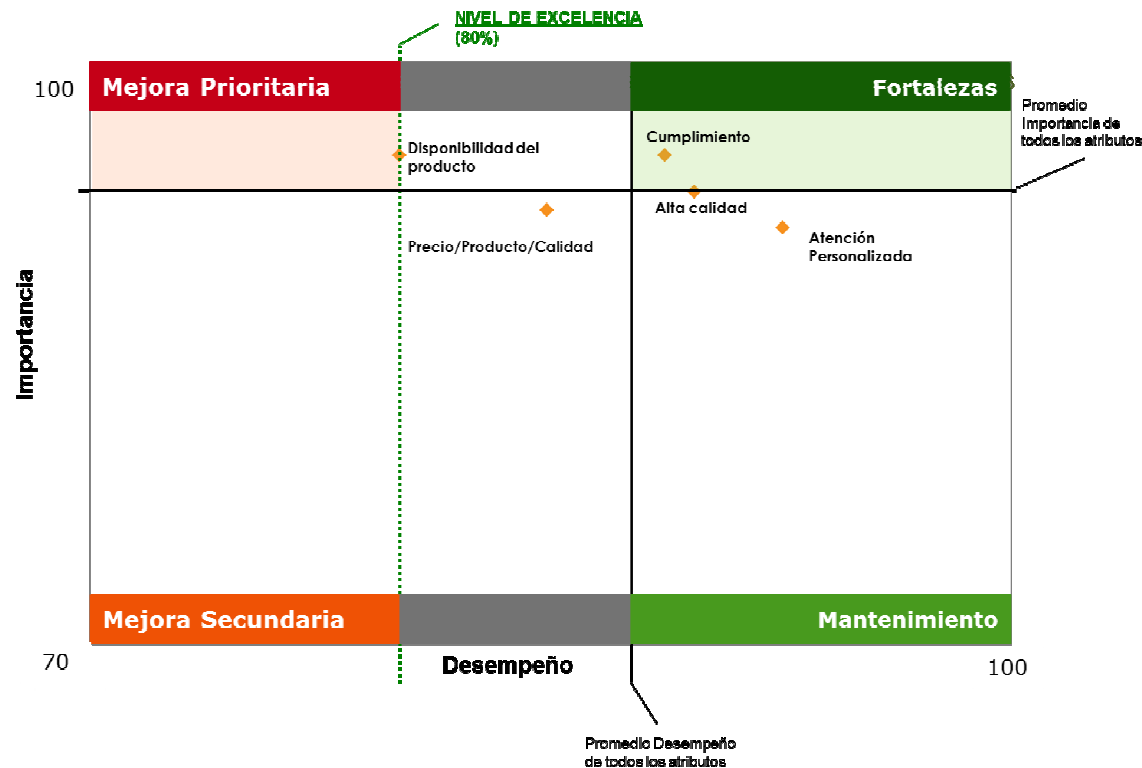 NIVEL DE EXCELENCIA
(80%)
100
Mejora Prioritaria
Fortalezas
s
Promedio
Importancia de
todos los atributos
Disponibilidad del
producto
Cumplimiento
Alta calidad
Precio/Producto/Calidad
Atención
Personalizada
Importancia
Mejora Secundaria
Mantenimiento
70
Desempeño
100
Promedio Desempeño
de todos los atributos